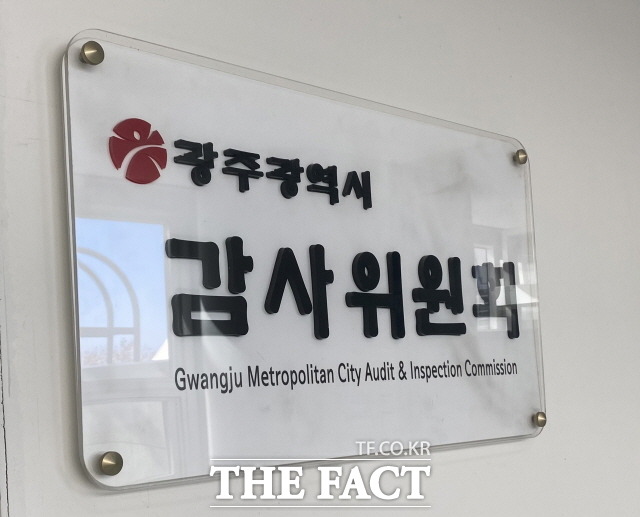 광주광역시
감사위원회
Gwangju Metropolitan City Audit & Inspection Commission
TF.CO.KR
THE FACT